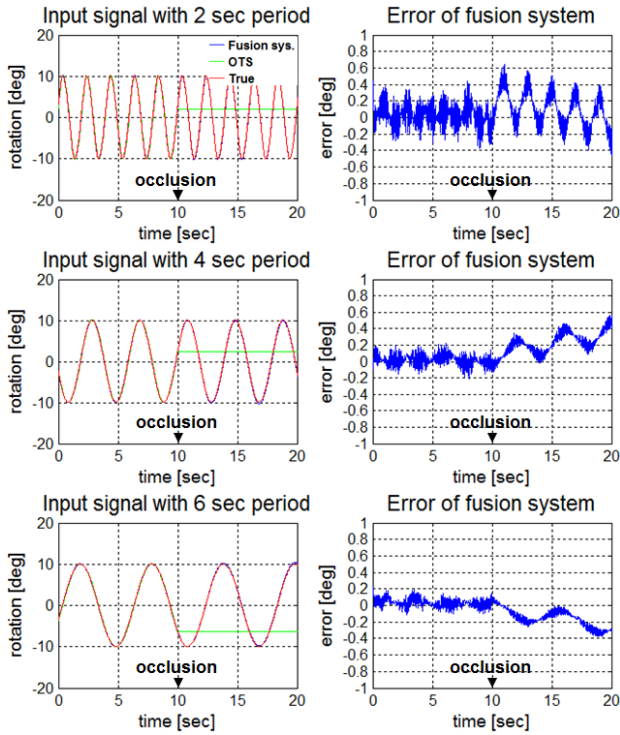 Input signal with 2 sec period
Error of fusion system
20
10
0
-10
-20
rotation [deg]
Fusion sys.
OTS
True
occlusion
0 5 10 15 20
time [sec]
1
0.8
0.6
0.4
0.2
0
0.2
0.4
0.6
0.8
-1
error [deg]
occlusion
0 5 10 15 20
time [sec]
Input signal with 4 sec period
Error of fusion system
20
10
0
-10
-20
rotation [deg]
occlusion
0 5 10 15 20
time [sec]
1
0.8
0.6
0.4
0.2
0
0.2
0.4
0.6
0.8
-1
error [deg]
occlusion
0 5 10 15 20
time [sec]
Input signal with 6 sec period
Error of fusion system
20
10
0
-10
-20
rotation [deg]
occlusion
0 5 10 15 20
time [sec]
1
0.8
0.6
0.4
0.2
0
0.2
0.4
0.6
0.8
-1
error [deg]
occlusion
0 5 10 15 20
time [sec]